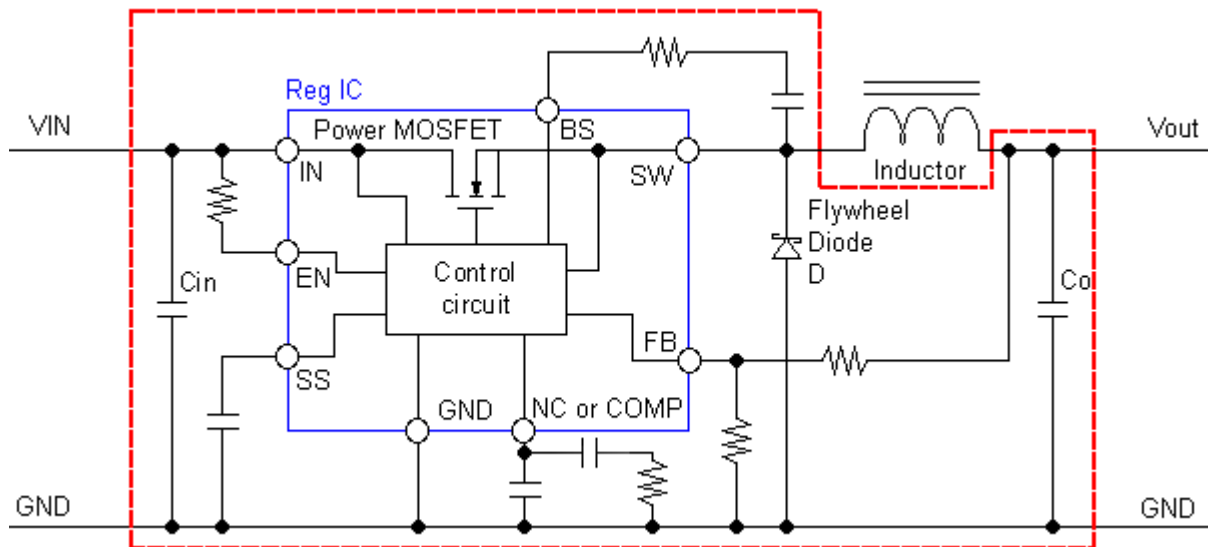 Reg IC
VIN
Power MOSFET
BS
Vout
IN
SW
Inductor
Flywheel
Diode
D
EN
Cin
Control
circuit
Co
FB
SS
GND
NC or COMP
GND
GND